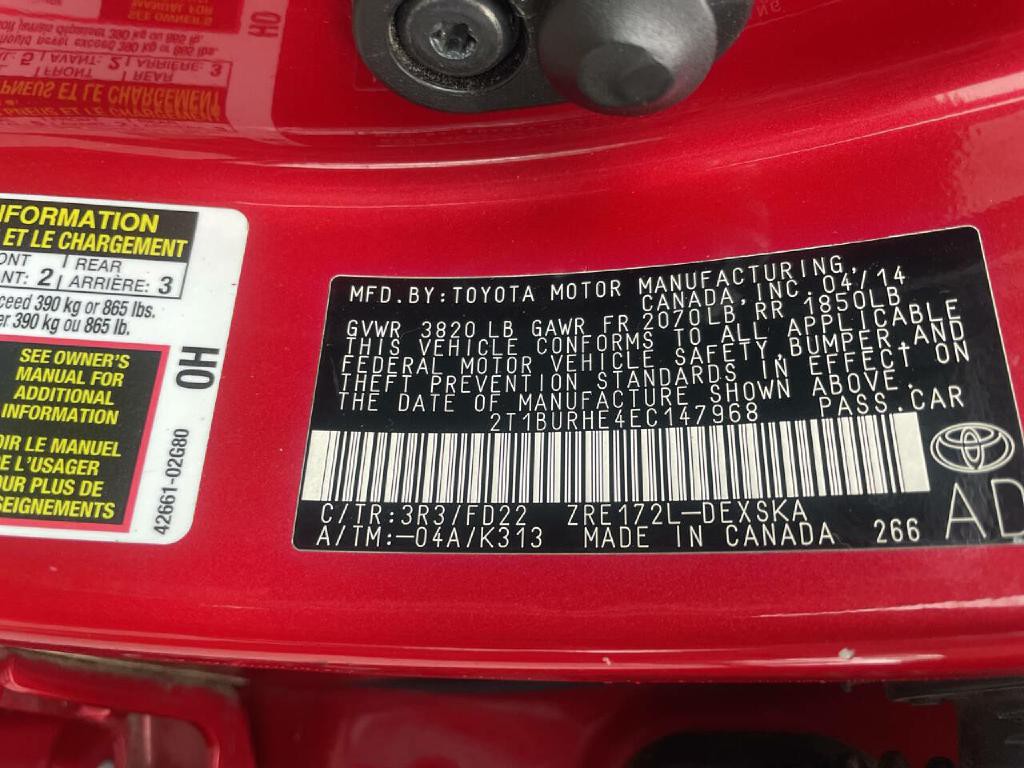 NFORMATION
ET LE CHARGEMENT
ONT REAR
ANT: 2 ARRIÈRE: 3
ceed 390 kg or 865 lbs.
er 390 kg ou 865 lb.
SEE OWNER'S
MANUAL FOR
ADDITIONAL
INFORMATION
OIR LE MANUEL
E L'USAGER
OUR PLUS DE
SEIGNEMENTS
OH
42661-02G80
MFD.BY:TOYOTA MOTOR MANUFACTURING,
CANADA, INC. 04/14
GVWR 3820 LB GAWR FR 2070LB RR 1850LB
THIS VEHICLE CONFORMS TO ALL APPLICABLE
FEDERAL MOTOR VEHICLE SAFETY,BUMPER,AND
THEFT PREVENTION STANDARDS IN EFFECT ON
THE DATE OF MANUFACTURE SHOWN ABOVE.
2T1BURHE4EC147968 PASS.CAR
C/TR:3R3/FD22 ZRE172L-DEXSKA
A/TM:-04A/K313 MADE IN CANADA 266
AD